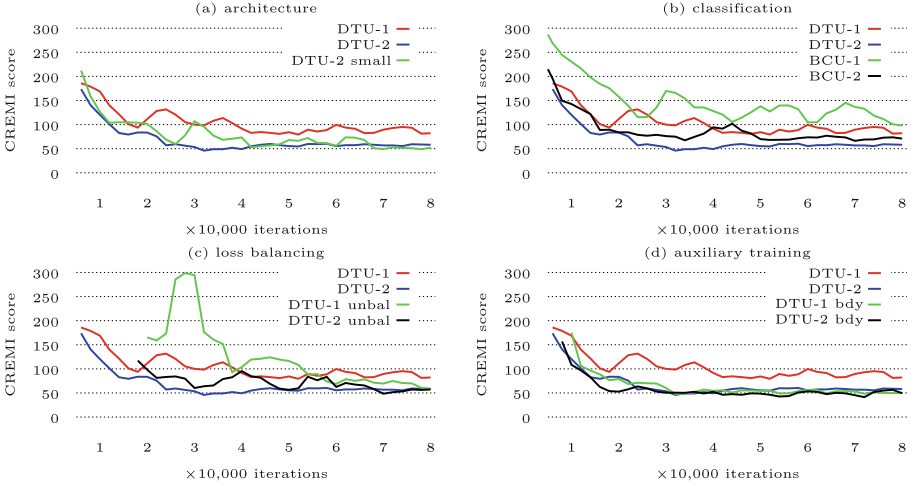 (a) architecture
CREMI score
300
250
200
150
100
50
0
DTU-1
DTU-2
DTU-2 small
1 2 3 4 5 6 7 8
×10,000 iterations
(b) classification
CREMI score
300
250
200
150
100
50
0
DTU-1
DTU-2
BCU-1
BCU-2
1 2 3 4 5 6 7 8
×10,000 iterations
(c) loss balancing
CREMI score
300
250
200
150
100
50
0
DTU-1
DTU-2
DTU-1 unbal
DTU-2 unbal
1 2 3 4 5 6 7 8
×10,000 iterations
(d) auxiliary training
CREMI score
300
250
200
150
100
50
0
DTU-1
DTU-2
DTU-1 bdy
DTU-2 bdy
1 2 3 4 5 6 7 8
×10,000 iterations